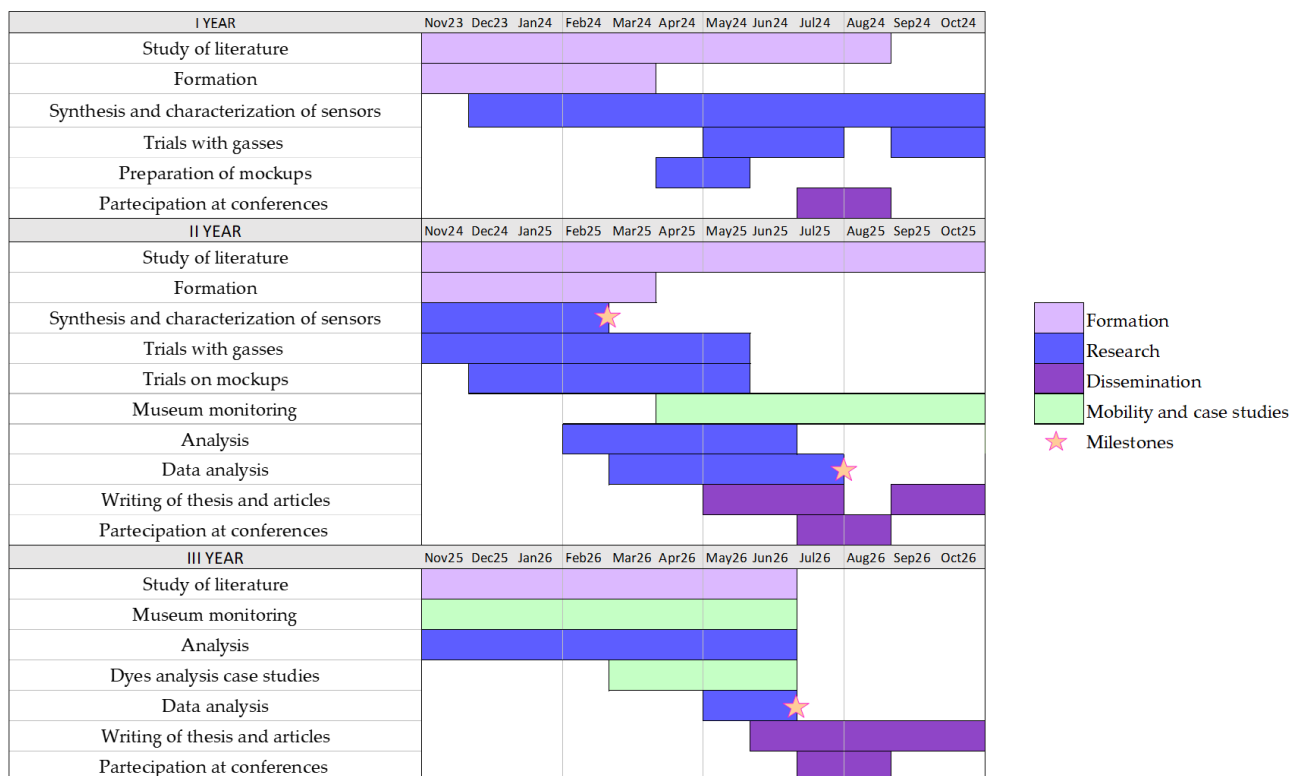 I YEAR Nov23 Dec23 Jan24 Feb24 Mar24 Apr24 May24 Jun24 Jul24 Aug24 Sep24 Oct24
Study of literature
Formation
Synthesis and characterization of sensors
Trials with gasses
Preparation of mockups
Partecipation at conferences
II YEAR Nov24 Dec24 Jan25 Feb25 Mar25 Apr25 May25 Jun25 Jul25 Aug25 Sep25 Oct25
Study of literature
Formation
Synthesis and characterization of sensors
Trials with gasses
Trials on mockups
Museum monitoring
Analysis
Data analysis
Writing of thesis and articles
Partecipation at conferences
III YEAR Nov25 Dec25 Jan26 Feb26 Mar26 Apr26 May26 Jun26 Jul26 Aug26 Sep26 Oct26
Study of literature
Museum monitoring
Analysis
Dyes analysis case studies
Data analysis
Writing of thesis and articles
Partecipation at conferences
Formation
Research
Dissemination
Mobility and case studies
Milestones